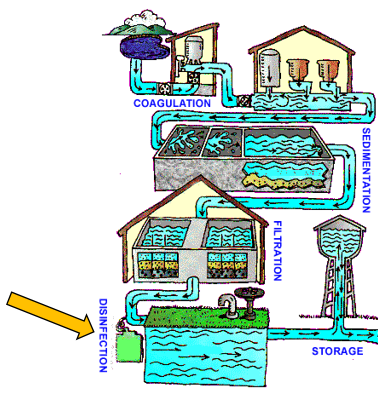 COAGULATION
SEDIMENTATION
FILTRATION
DISINFECTION
STORAGE